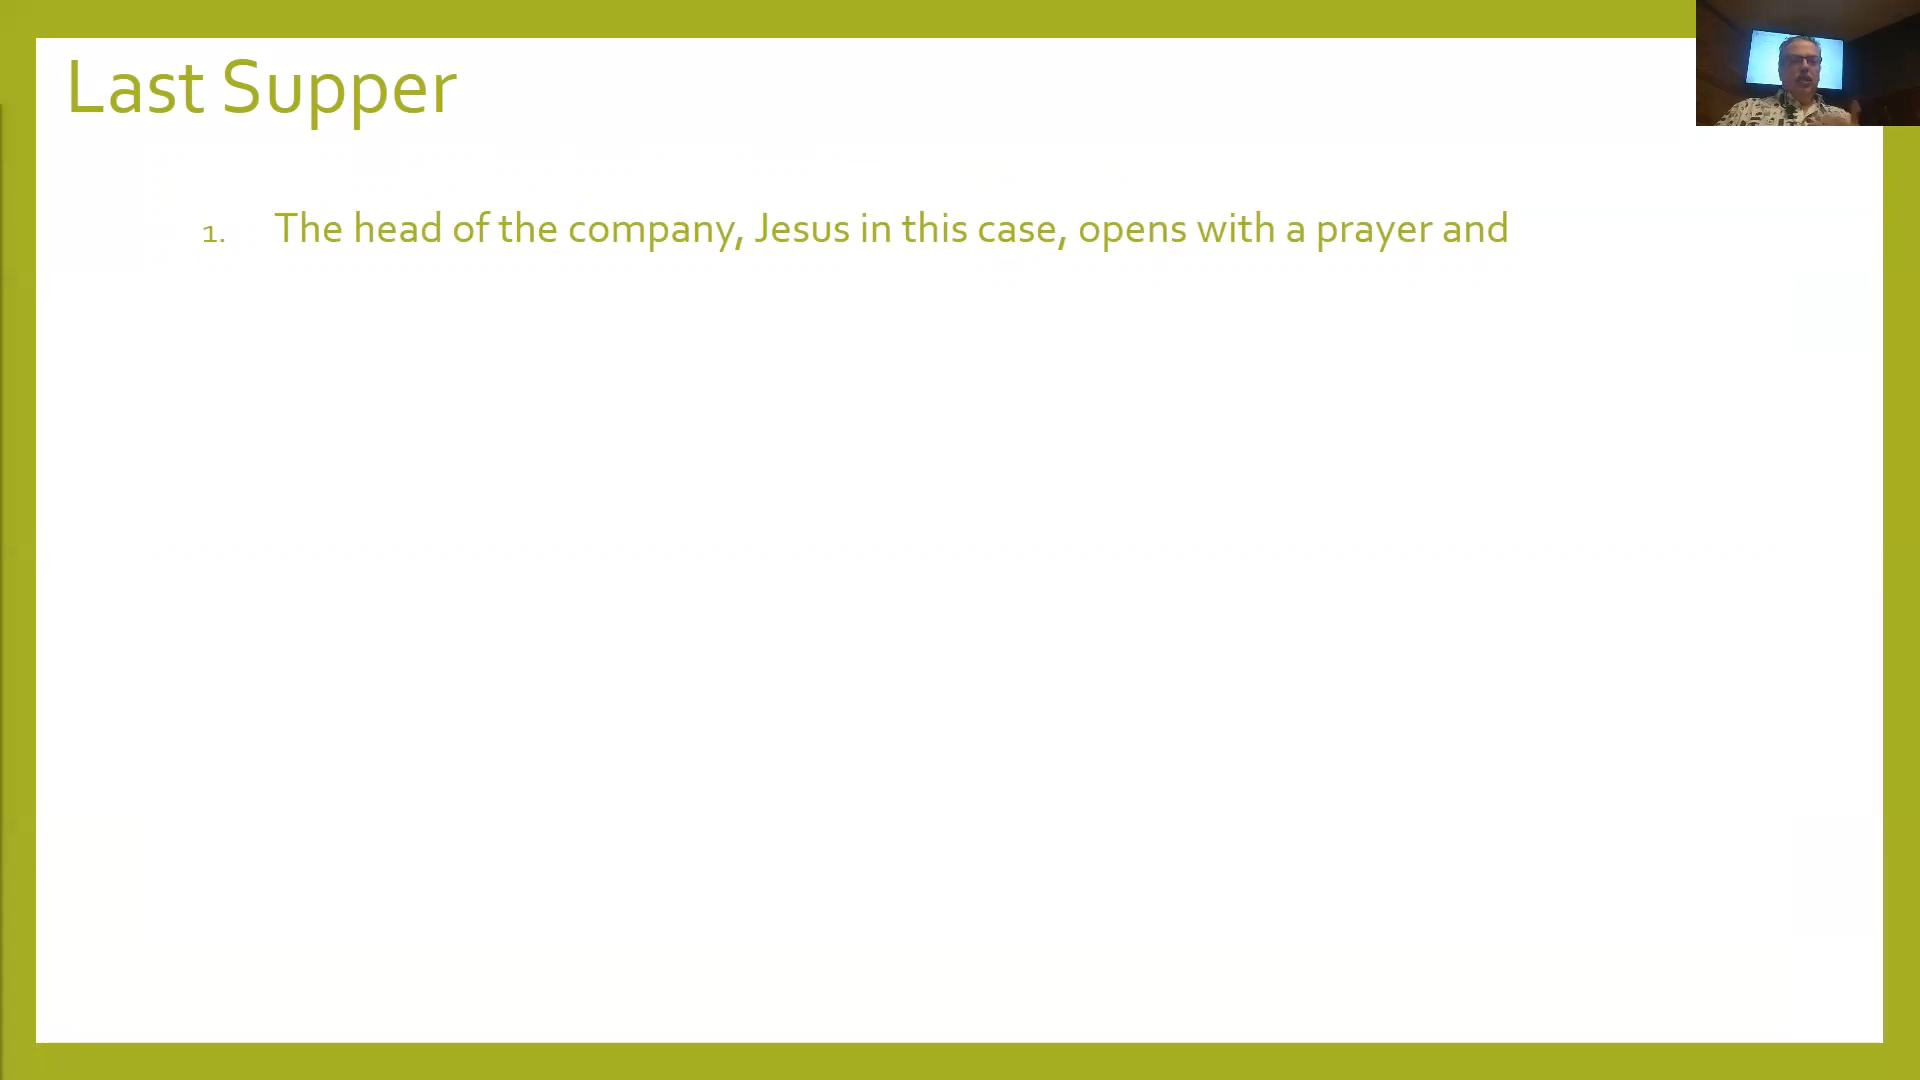 Last Supper
1. The head of the company, Jesus in this case, opens with a prayer and